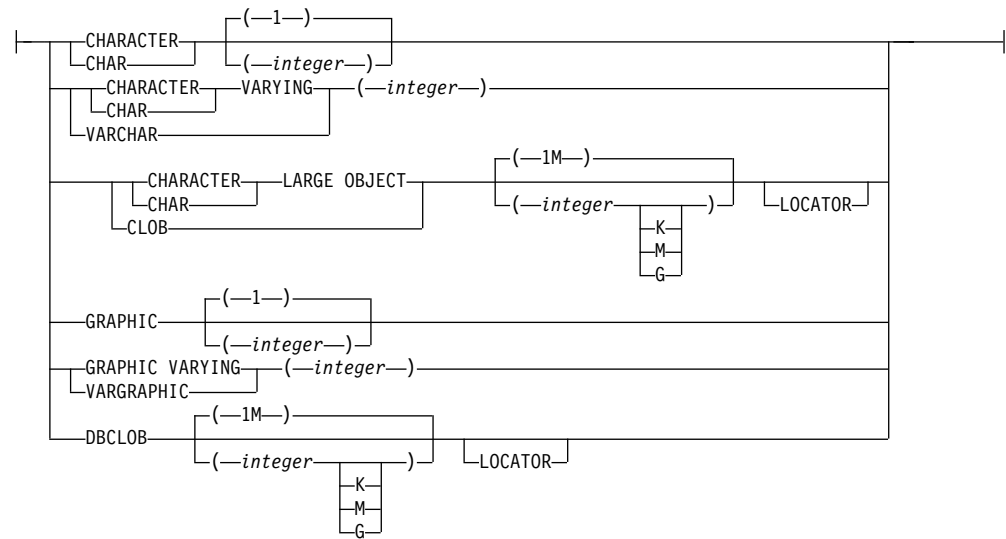 ( 1 )
CHARACTER
CHAR ( integer )
CHARACTER VARYING ( integer )
CHAR
VARCHAR
( 1M )
CHARACTER LARGE OBJECT
CHAR ( integer ) LOCATOR
CLOB K
M
G
( 1 )
GRAPHIC
( integer )
GRAPHIC VARYING ( integer )
VARGRAPHIC
( 1M )
DBCLOB
( integer ) LOCATOR
K
M
G